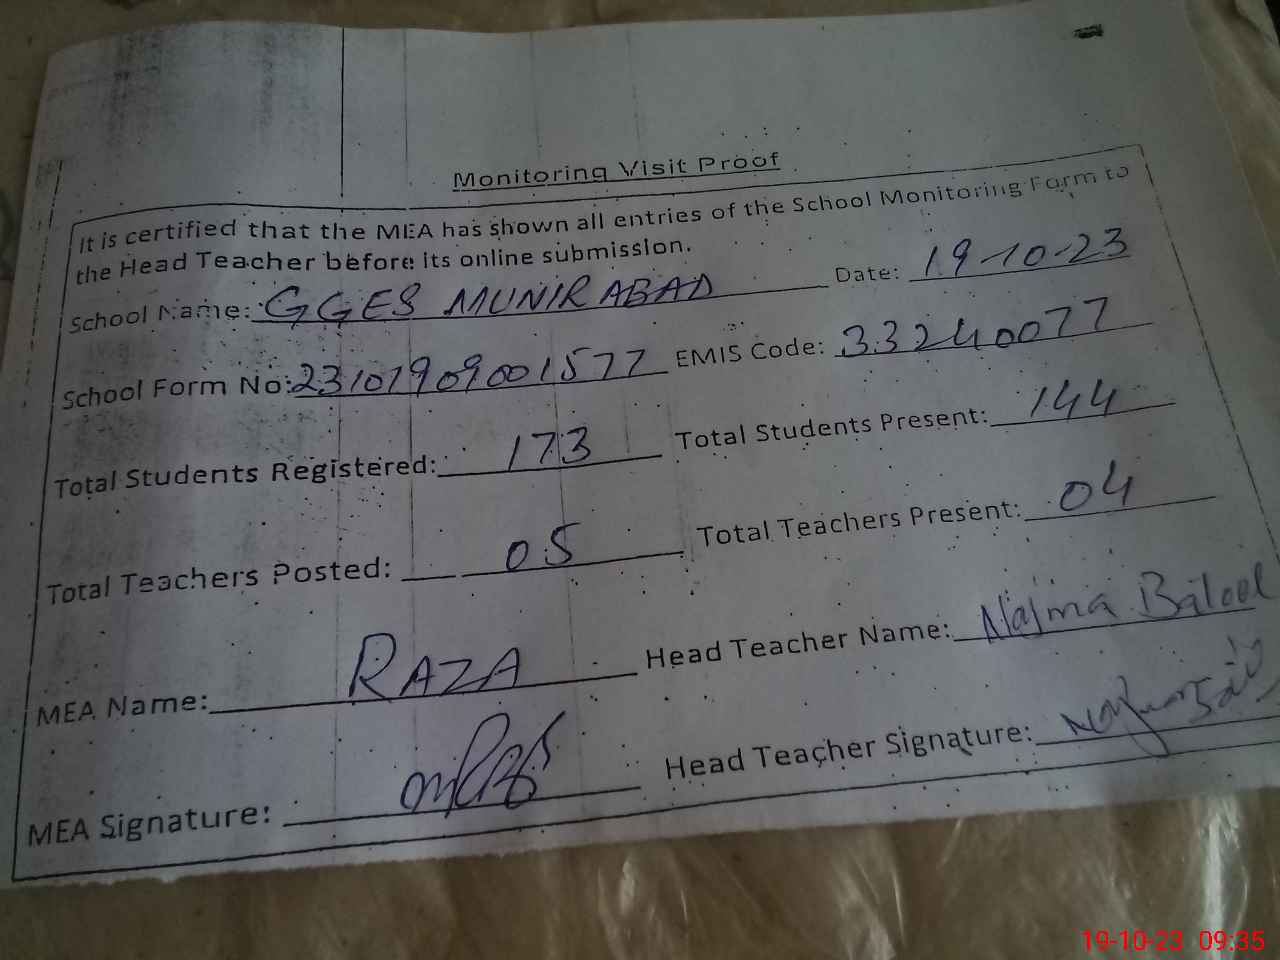 Monitoring Visit Proof
It is certified that the MEA has shown all entries of the School Monitoring Form to
the Head Teacher before its online submission.
School Name: GGES MUNIR ABAD Date: 19-10-23
School Form No: 23101909001577 EMIS Code: 33240077
Total Students Registered: 173 Total Students Present: 144
Total Teachers Posted: 05 Total Teachers Present: 04
MEA Name: RAZA Head Teacher Name: Najma Batool
MEA Signature: Head Teacher Signature:
19-10-23 09:35